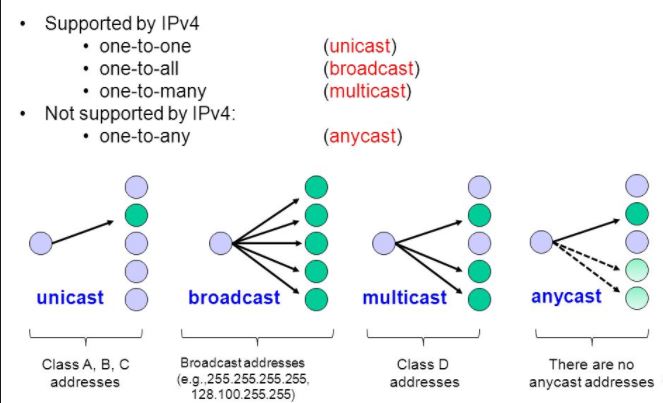 • Supported by IPv4
• one-to-one (unicast)
• one-to-all (broadcast)
• one-to-many (multicast)
• Not supported by IPv4:
• one-to-any (anycast)
unicast broadcast multicast anycast
Class A, B, C
addresses
Broadcast addresses
(e.g.,255.255.255.255,
128.100.255.255)
Class D
addresses
There are no
anycast addresses